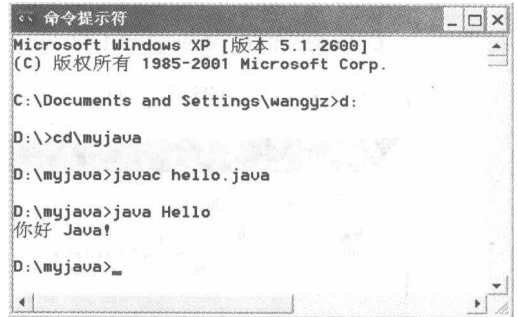 命令提示符
Microsoft Windows XP [版本 5.1.2600]
(C) 版权所有 1985-2001 Microsoft Corp.
C:\Documents and Settings\wangyz>d:
D:\>cd\myjava
D:\myjava>javac hello.java
D:\myjava>java Hello
你好 Java!
D:\myjava>_